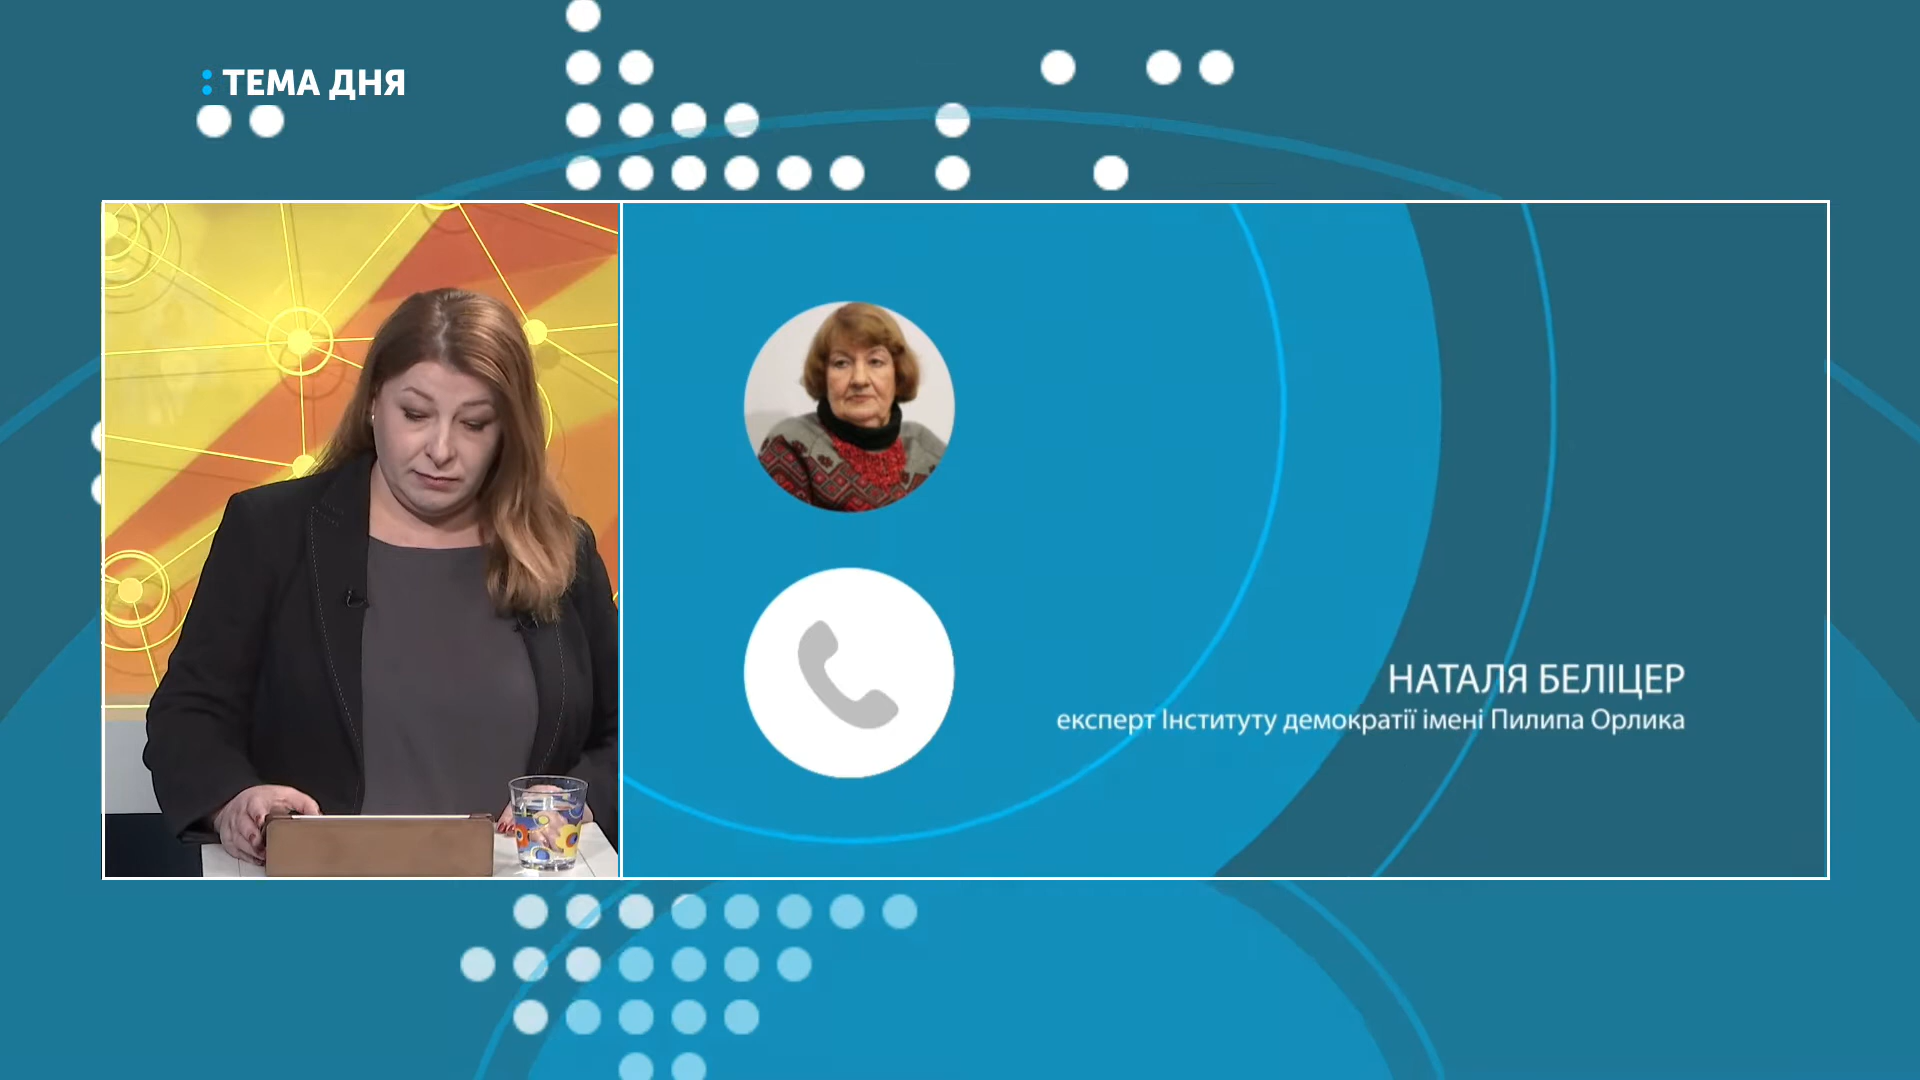 ТЕМА ДНЯ
НАТАЛЯ БЕЛІЦЕР
експерт Інституту демократії імені Пилипа Орлика